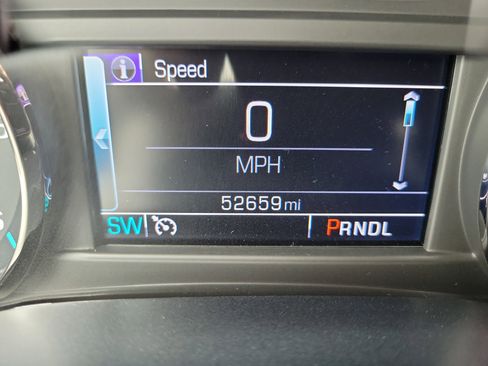 i Speed
0
MPH
52659 mi
SW PRNDL